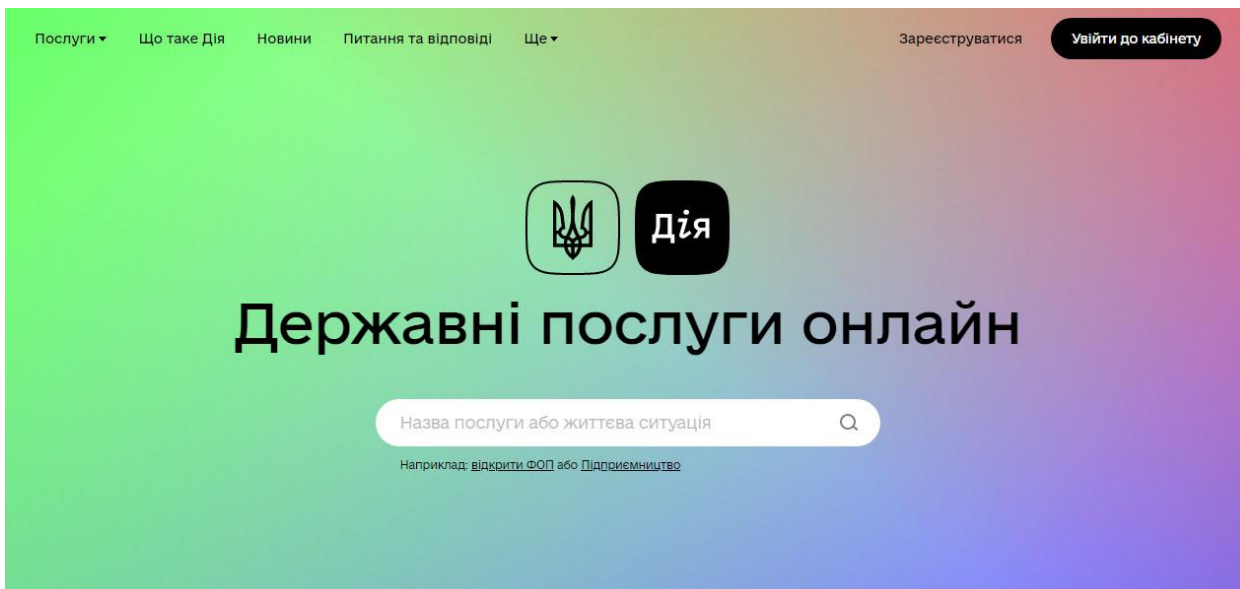 Послуги Що таке Дія Новини Питання та відповіді Ще Зареєструватися Увійти до кабінету
Дія
Державні послуги онлайн
Назва послуги або життєва ситуація
Наприклад: відкрити ФОП або Підприємництво